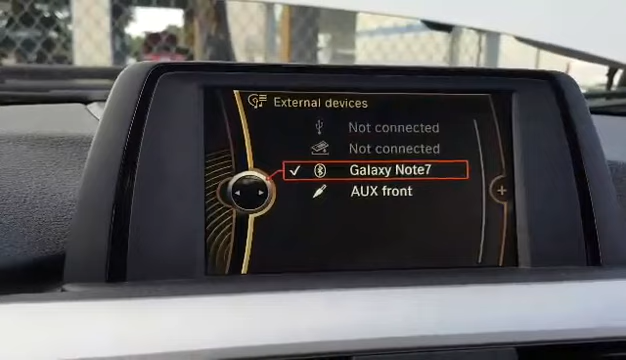 External devices
Not connected
Not connected
Galaxy Note7
AUX front